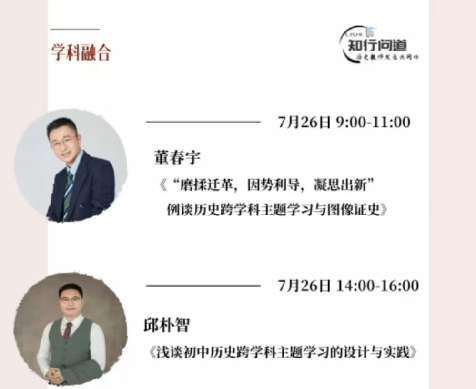 学科融合
知行问道
7月26日 9:00-11:00
董春宇
《“磨揉迁革，因势利导，凝思出新”
例谈历史跨学科主题学习与图像证史》
7月26日 14:00-16:00
邱朴智
《浅谈初中历史跨学科主题学习的设计与实践》